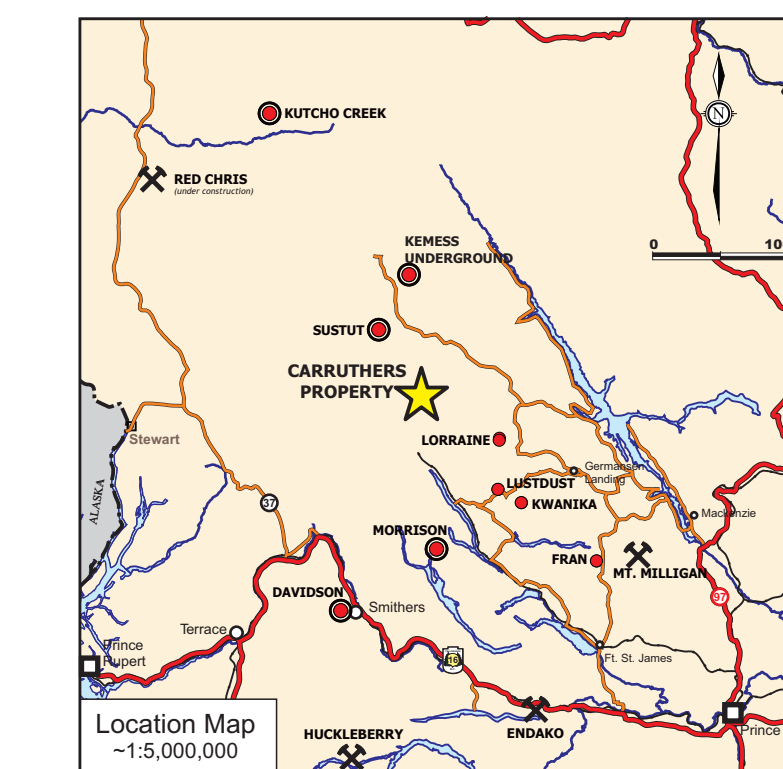 KUTCHO CREEK
N
RED CHRIS
(under construction)
KEMESS
UNDERGROUND
0
10
SUSTUT
CARRUTHERS
PROPERTY
Stewart
LORRAINE
Germansen
Landing
LUSTDUST
KWANIKA
ALASKA
37
Mackenzie
MORRISON
FRAN
MT. MILLIGAN
DAVIDSON
97
Smithers
Terrace
Prince
Rupert
16
Ft. St. James
Location Map
~1:5,000,000
HUCKLEBERRY
ENDAKO
Prince